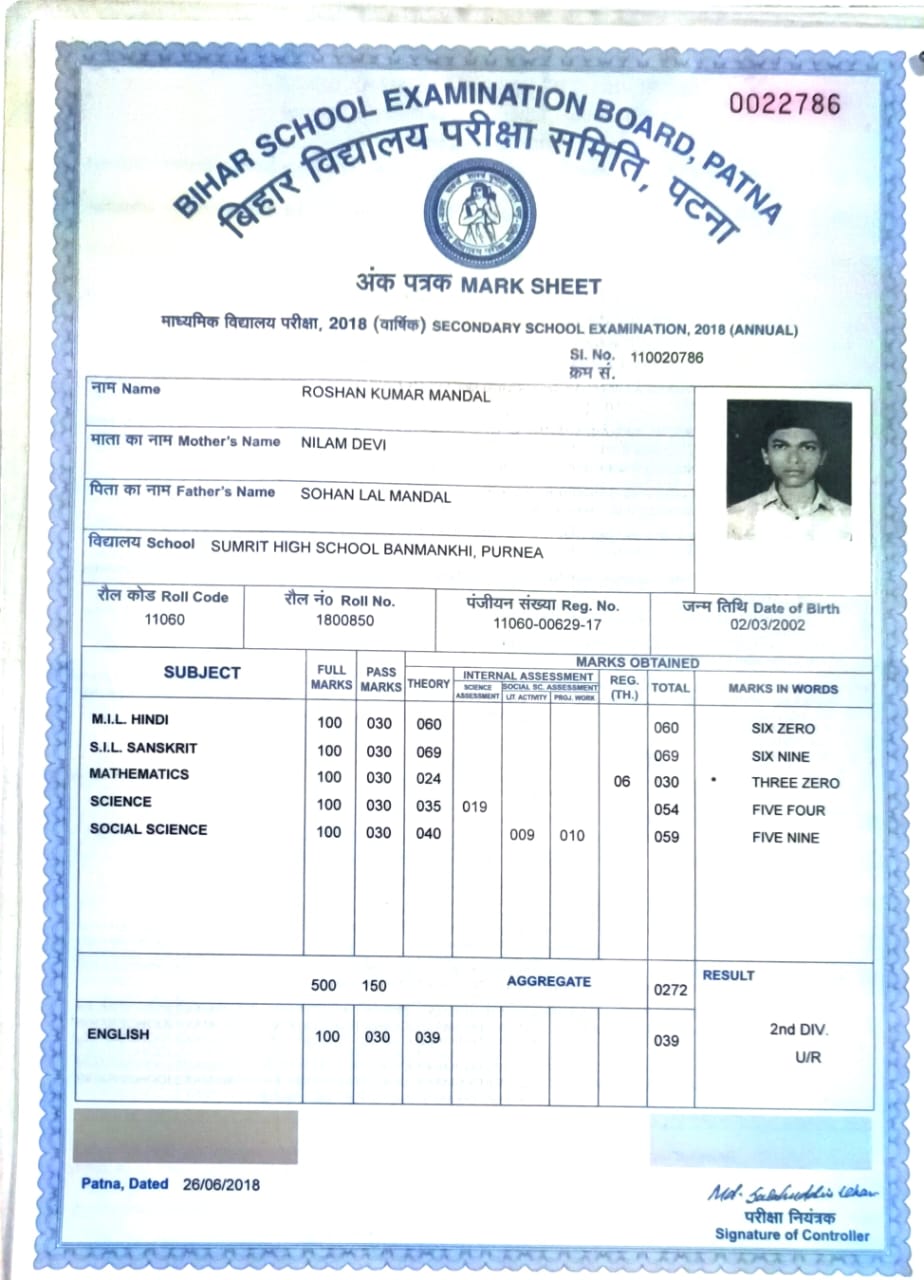 0022786
BIHAR SCHOOL EXAMINATION BOARD, PATNA
बिहार विद्यालय परीक्षा समिति, पटना
अंक पत्रक MARK SHEET
माध्यमिक विद्यालय परीक्षा, 2018 (वार्षिक) SECONDARY SCHOOL EXAMINATION, 2018 (ANNUAL)
Sl. No. 110020786
क्रम सं.
नाम Name ROSHAN KUMAR MANDAL
माता का नाम Mother's Name NILAM DEVI
पिता का नाम Father's Name SOHAN LAL MANDAL
विद्यालय School SUMRIT HIGH SCHOOL BANMANKHI, PURNEA
रौल कोड Roll Code रौल नं० Roll No. पंजीयन संख्या Reg. No. जन्म तिथि Date of Birth
11060 1800850 11060-00629-17 02/03/2002
SUBJECT FULL MARKS PASS MARKS MARKS OBTAINED
THEORY INTERNAL ASSESSMENT REG. (TH.) TOTAL MARKS IN WORDS
SCIENCE ASSESSMENT SOCIAL SC. ASSESSMENT
LIT ACTIVITY PROJ. WORK
M.I.L. HINDI 100 030 060 060 SIX ZERO
S.I.L. SANSKRIT 100 030 069 069 SIX NINE
MATHEMATICS 100 030 024 06 030 * THREE ZERO
SCIENCE 100 030 035 019 054 FIVE FOUR
SOCIAL SCIENCE 100 030 040 009 010 059 FIVE NINE
500 150 AGGREGATE 0272 RESULT
ENGLISH 100 030 039 039 2nd DIV.
U/R
Patna, Dated 26/06/2018
परीक्षा नियंत्रक
Signature of Controller